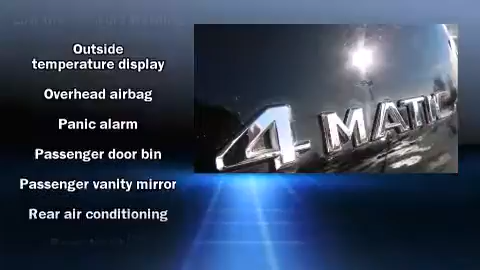 Outside
temperature display
Overhead airbag
Panic alarm
Passenger door bin
Passenger vanity mirror
Rear air conditioning
4MATIC